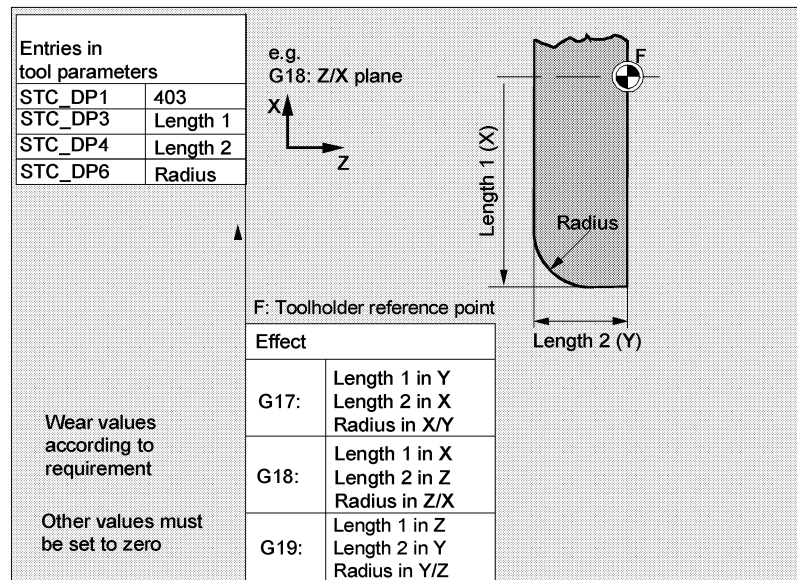 Entries in
tool parameters
STC_DP1 403
STC_DP3 Length 1
STC_DP4 Length 2
STC_DP6 Radius
e.g.
G18: Z/X plane
X
Z
F
Length 1 (X)
Radius
Length 2 (Y)
F: Toolholder reference point
Effect
G17:
Length 1 in Y
Length 2 in X
Radius in X/Y
G18:
Length 1 in X
Length 2 in Z
Radius in Z/X
G19:
Length 1 in Z
Length 2 in Y
Radius in Y/Z
Wear values
according to
requirement
Other values must
be set to zero